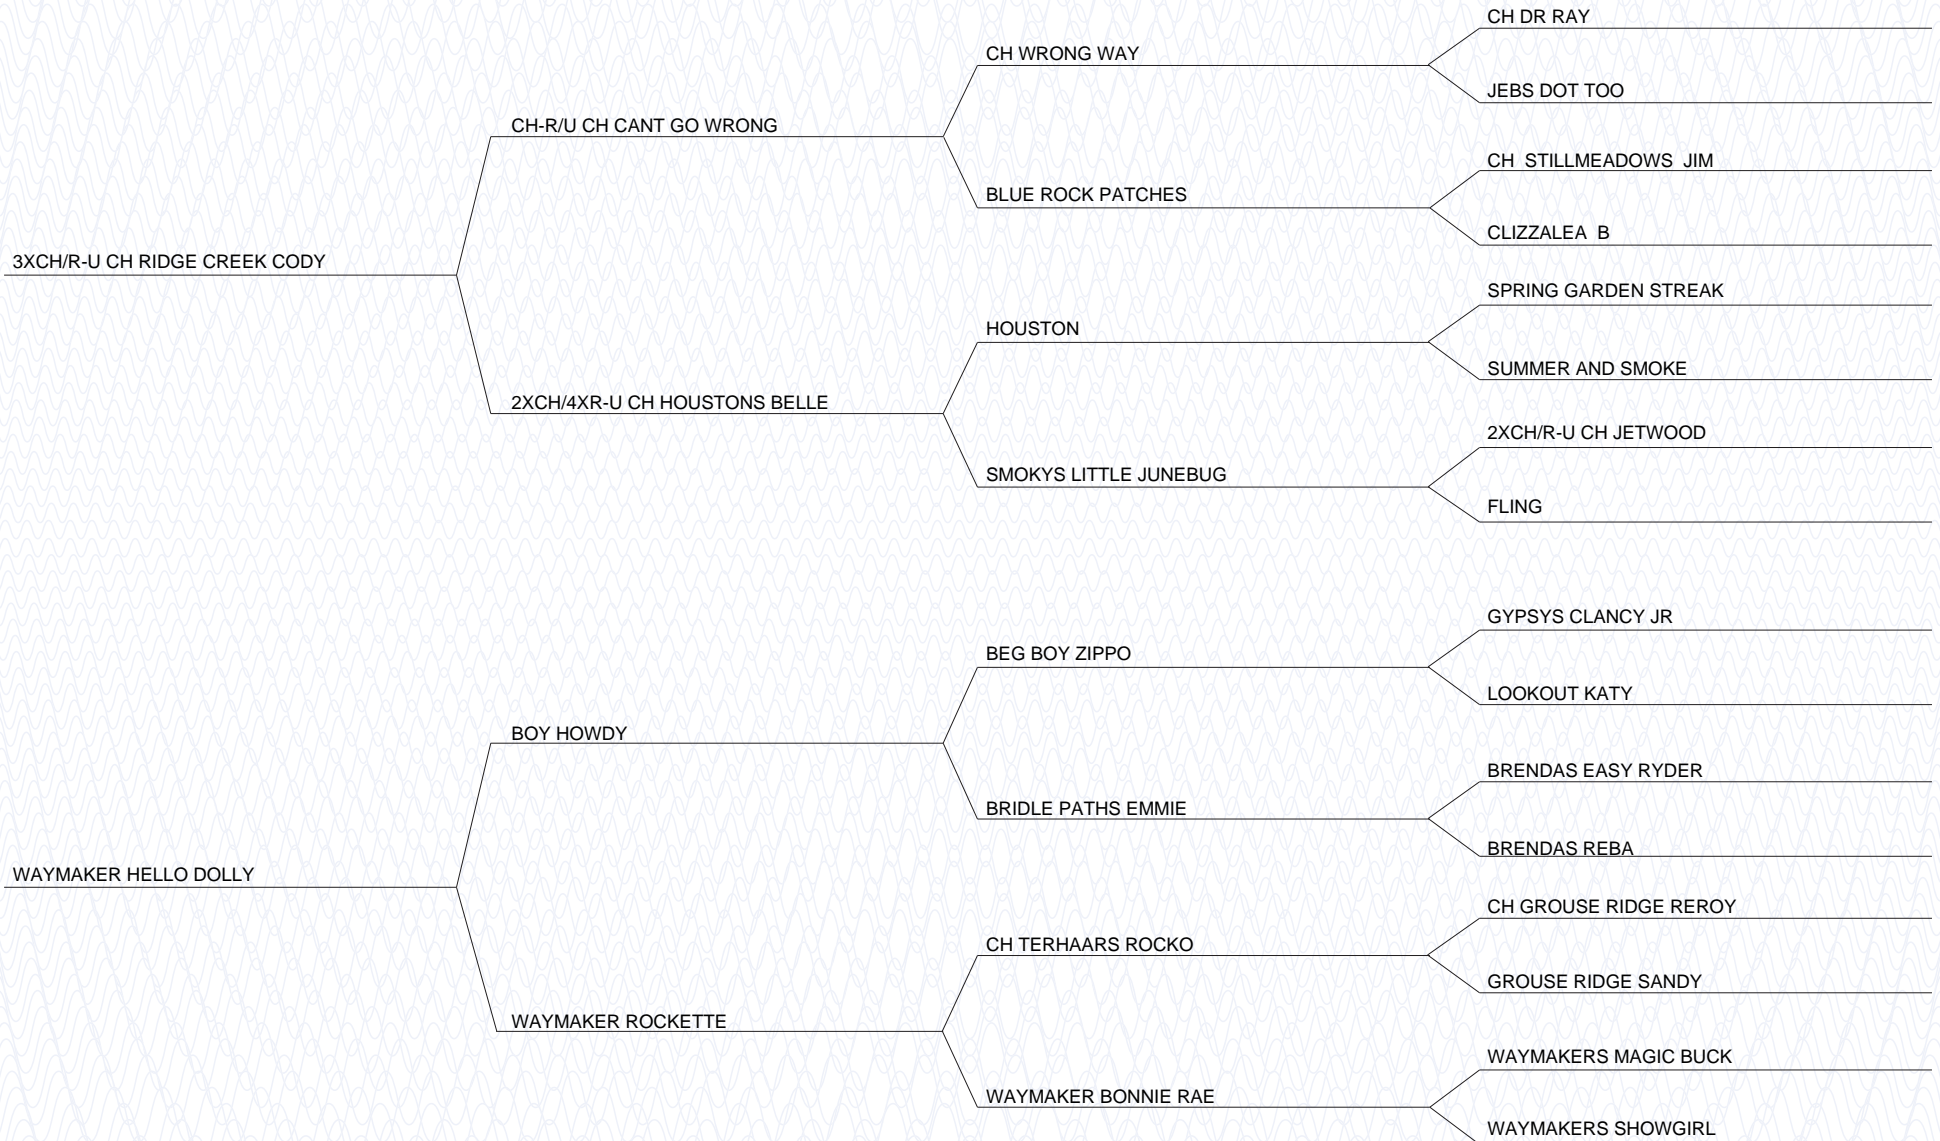 CH DR RAY
CH WRONG WAY
JEBS DOT TOO
CH-R/U CH CANT GO WRONG
CH  STILLMEADOWS  JIM
BLUE ROCK PATCHES
CLIZZALEA  B
3XCH/R-U CH RIDGE CREEK CODY
SPRING GARDEN STREAK
HOUSTON
SUMMER AND SMOKE
2XCH/4XR-U CH HOUSTONS BELLE
2XCH/R-U CH JETWOOD
SMOKYS LITTLE JUNEBUG
FLING
GYPSYS CLANCY JR
BEG BOY ZIPPO
LOOKOUT KATY
BOY HOWDY
BRENDAS EASY RYDER
BRIDLE PATHS EMMIE
BRENDAS REBA
WAYMAKER HELLO DOLLY
CH GROUSE RIDGE REROY
CH TERHAARS ROCKO
GROUSE RIDGE SANDY
WAYMAKER ROCKETTE
WAYMAKERS MAGIC BUCK
WAYMAKER BONNIE RAE
WAYMAKERS SHOWGIRL